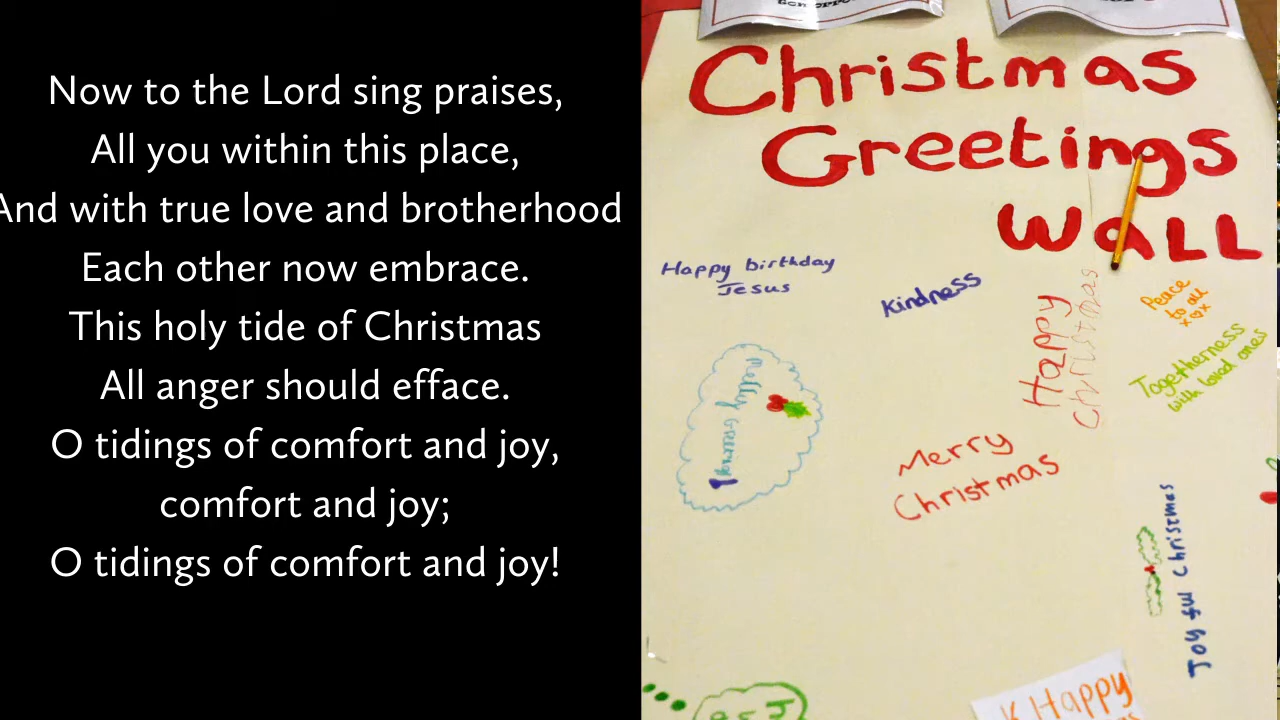 Now to the Lord sing praises,
All you within this place,
And with true love and brotherhood
Each other now embrace.
This holy tide of Christmas
All anger should efface.
O tidings of comfort and joy,
comfort and joy;
O tidings of comfort and joy!
Christmas
Greetings
WALL
Happy birthday
Jesus
Kindness
Happy
Christmas
Peace
to all
Togetherness
with loved ones
Merry
Christmas
Joyful Christmas
Happy